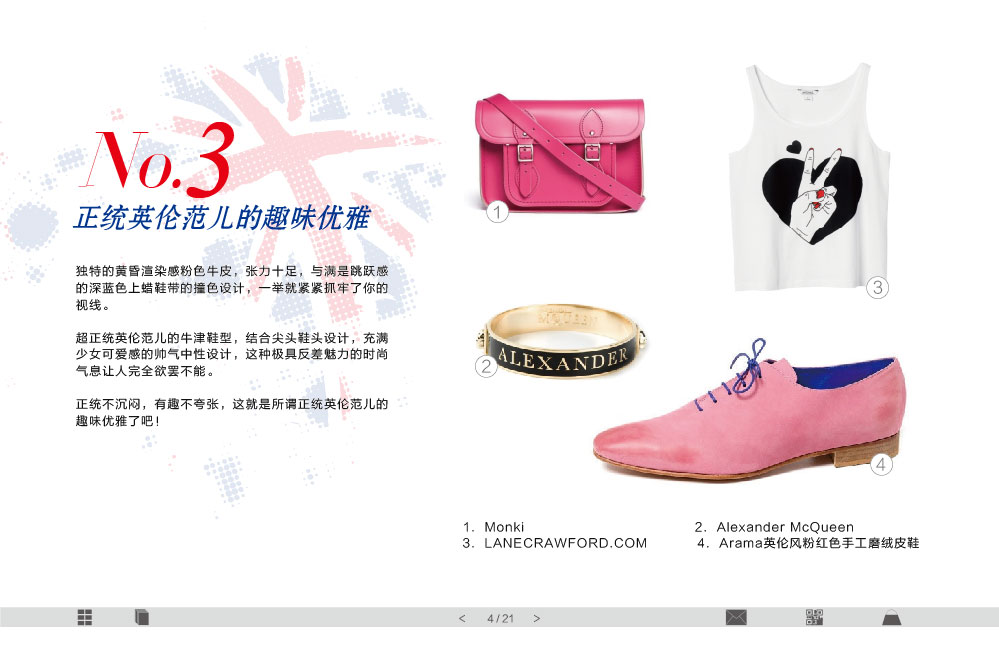 No.3
正统英伦范儿的趣味优雅
独特的黄昏渲染感粉色牛皮，张力十足，与满是跳跃感
的深蓝色上蜡鞋带的撞色设计，一举就紧紧抓牢了你的
视线。
超正统英伦范儿的牛津鞋型，结合尖头鞋头设计，充满
少女可爱感的帅气中性设计，这种极具反差魅力的时尚
气息让人完全欲罢不能。
正统不沉闷，有趣不夸张，这就是所谓正统英伦范儿的
趣味优雅了吧！
1
2
McQUEEN
ALEXANDER
3
4
1. Monki
2. Alexander McQueen
3. LANECRAWFORD.COM
4. Arama英伦风粉红色手工磨绒皮鞋
< 4 / 21 >